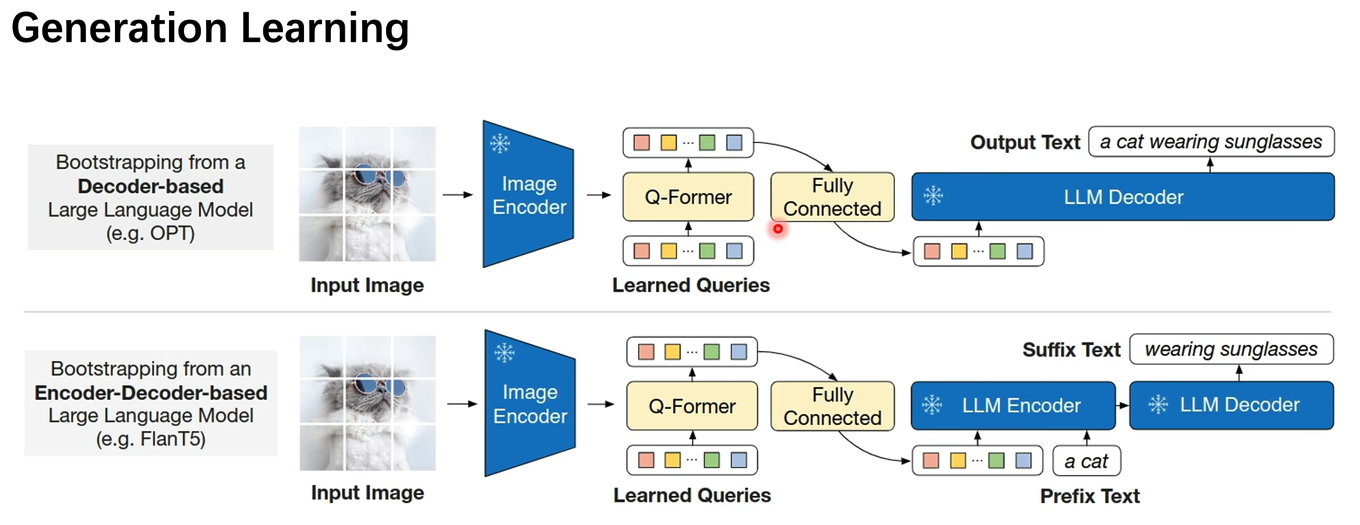 Generation Learning
Bootstrapping from a
Decoder-based
Large Language Model
(e.g. OPT)
Input Image
Image
Encoder
Q-Former
Learned Queries
Fully
Connected
Output Text
a cat wearing sunglasses
LLM Decoder
Bootstrapping from an
Encoder-Decoder-based
Large Language Model
(e.g. FlanT5)
Input Image
Image
Encoder
Q-Former
Learned Queries
Fully
Connected
Suffix Text
wearing sunglasses
LLM Encoder
LLM Decoder
a cat
Prefix Text